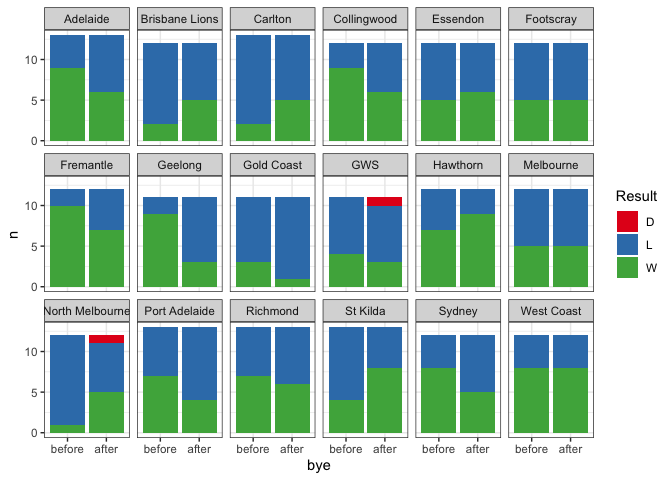 Adelaide Brisbane Lions Carlton Collingwood Essendon Footscray
10
5
0
Fremantle Geelong Gold Coast GWS Hawthorn Melbourne
10
5
0
North Melbourne Port Adelaide Richmond St Kilda Sydney West Coast
10
5
0
before after before after before after before after before after before after
bye
n
Result
D
L
W